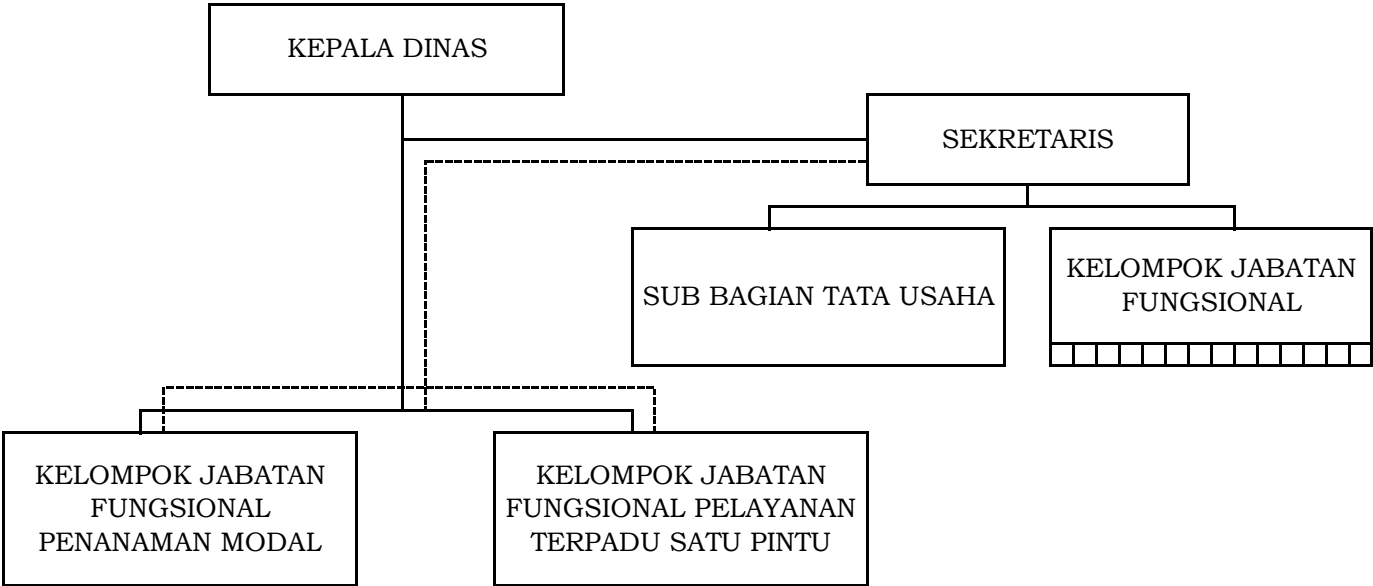 KEPALA DINAS
SEKRETARIS
SUB BAGIAN TATA USAHA
KELOMPOK JABATAN
FUNGSIONAL
KELOMPOK JABATAN
FUNGSIONAL
PENANAMAN MODAL
KELOMPOK JABATAN
FUNGSIONAL PELAYANAN
TERPADU SATU PINTU